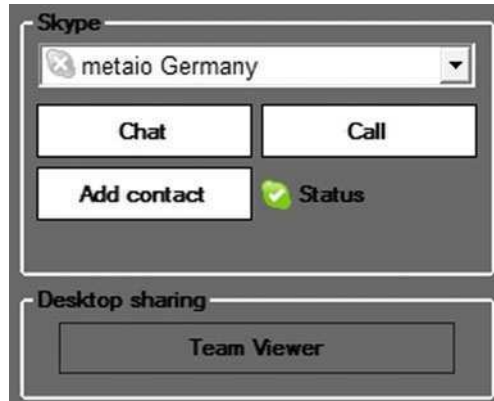 Skype
metaio Germany
Chat
Call
Add contact
Status
Desktop sharing
Team Viewer